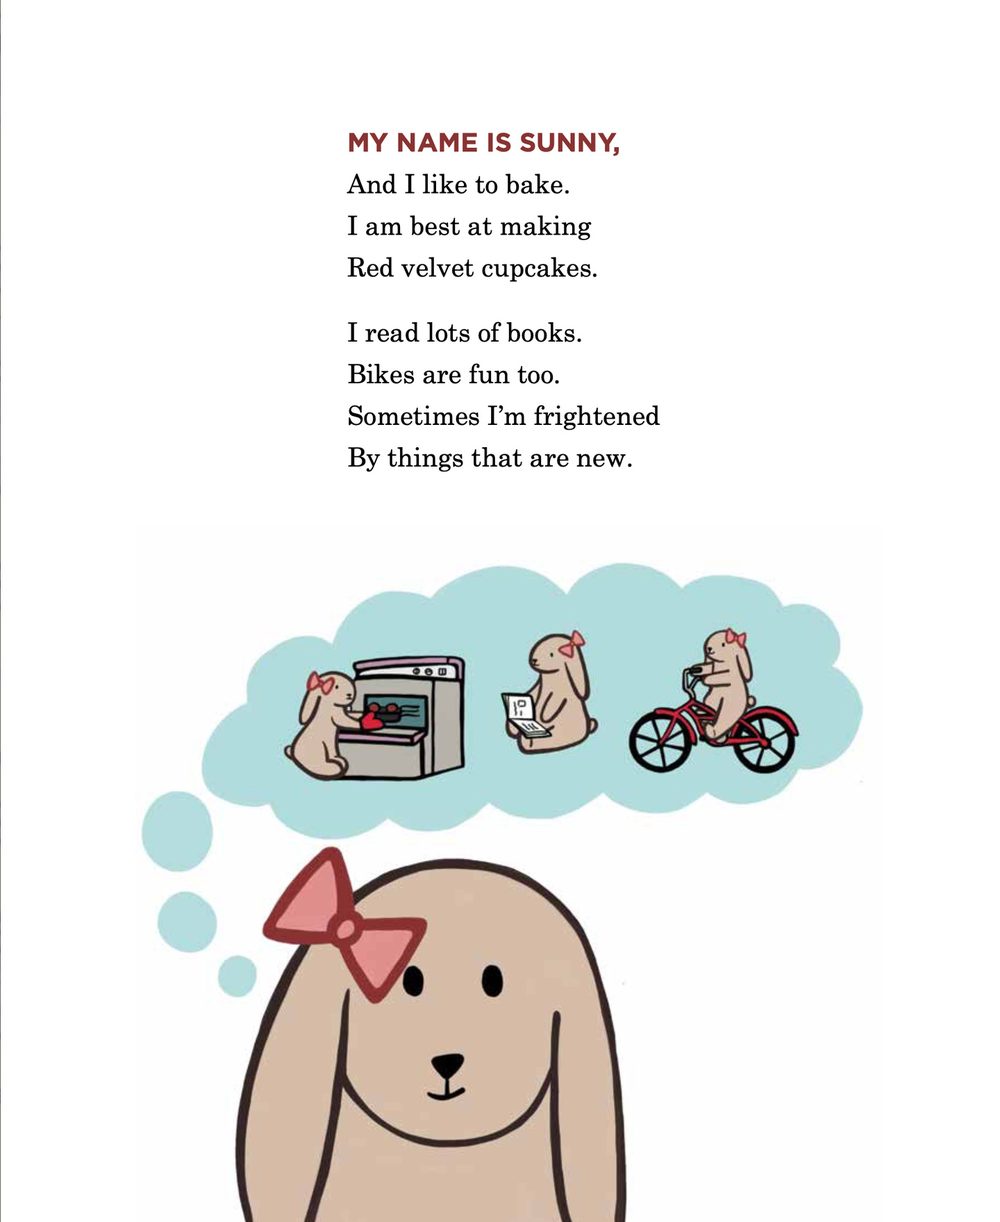 MY NAME IS SUNNY,
And I like to bake.
I am best at making
Red velvet cupcakes.
I read lots of books.
Bikes are fun too.
Sometimes I’m frightened
By things that are new.